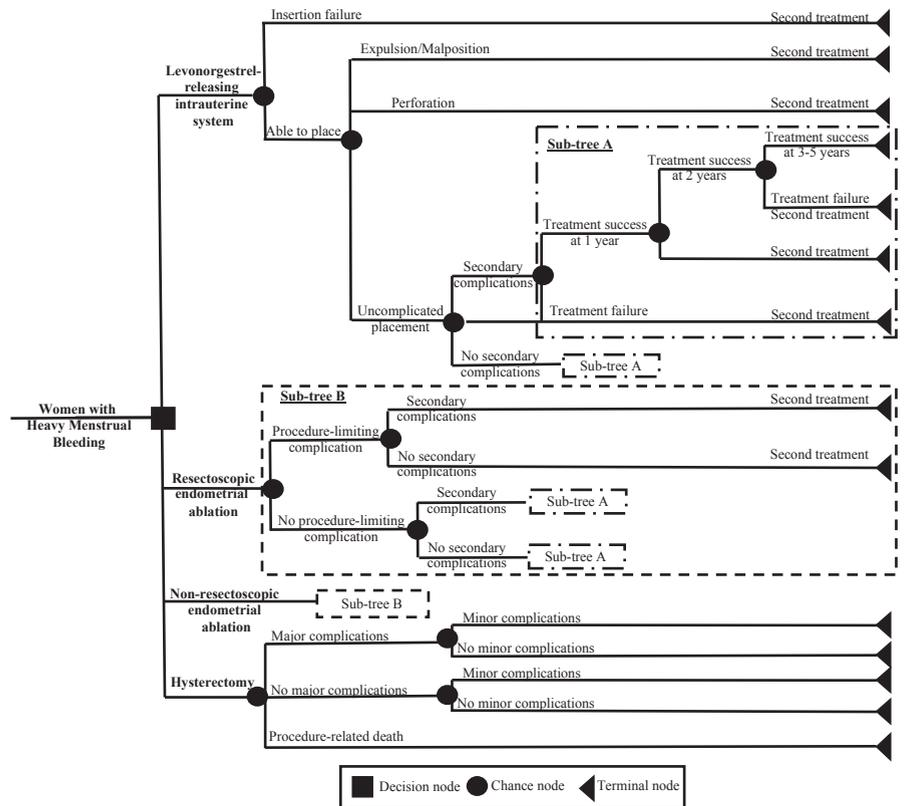 Insertion failure
Second treatment
Expulsion/Malposition
Second treatment
Levonorgestrel-
releasing
intrauterine
system
Perforation
Second treatment
Able to place
Sub-tree A
Treatment success
at 3-5 years
Treatment success
at 2 years
Treatment failure
Second treatment
Treatment success
at 1 year
Second treatment
Secondary
complications
Uncomplicated
placement
Treatment failure
Second treatment
No secondary
complications
Sub-tree A
Women with
Heavy Menstrual
Bleeding
Sub-tree B
Secondary
complications
Second treatment
Procedure-limiting
complication
No secondary
complications
Second treatment
Resectoscopic
endometrial
ablation
Secondary
complications
Sub-tree A
No procedure-limiting
complication
No secondary
complications
Sub-tree A
Non-resectoscopic
endometrial
ablation
Sub-tree B
Minor complications
Major complications
No minor complications
Hysterectomy
Minor complications
No major complications
No minor complications
Procedure-related death
Decision node
Chance node
Terminal node